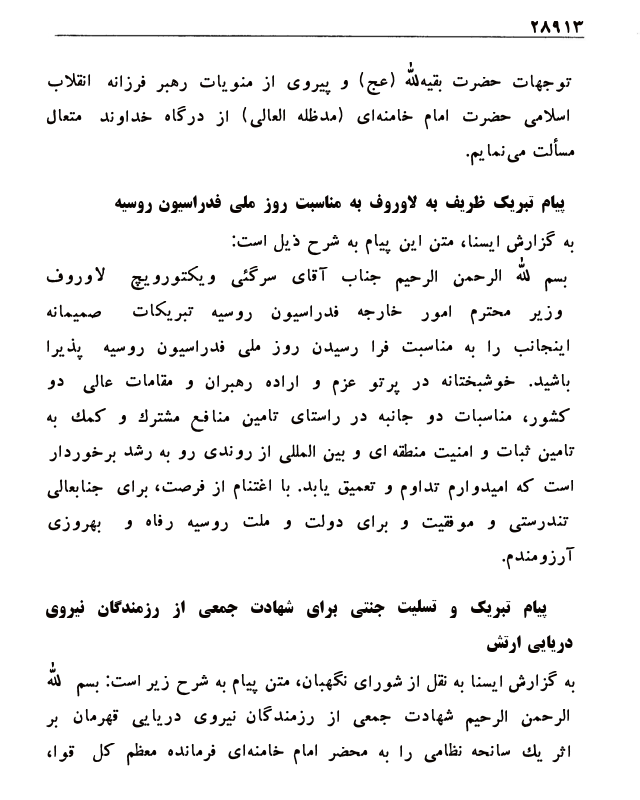 ۲۸۹۱۳
توجهات حضرت بقیه‌الله (عج) و پیروی از منویات رهبر فرزانه انقلاب
اسلامی حضرت امام خامنه‌ای (مدظله العالی) از درگاه خداوند متعال
مسألت می‌نمایم.
پیام تبریک ظریف به لاوروف به مناسبت روز ملی فدراسیون روسیه
به گزارش ایسنا، متن این پیام به شرح ذیل است:
بسم الله الرحمن الرحیم جناب آقای سرگئی ویکتورویچ لاوروف
وزیر محترم امور خارجه فدراسیون روسیه تبریکات صمیمانه
اینجانب را به مناسبت فرا رسیدن روز ملی فدراسیون روسیه پذیرا
باشید. خوشبختانه در پرتو عزم و اراده رهبران و مقامات عالی دو
کشور، مناسبات دو جانبه در راستای تامین منافع مشترك و کمك به
تامین ثبات و امنیت منطقه ای و بین المللی از روندی رو به رشد برخوردار
است که امیدوارم تداوم و تعمیق یابد. با اغتنام از فرصت، برای جنابعالی
تندرستی و موفقیت و برای دولت و ملت روسیه رفاه و بهروزی
آرزومندم.
پیام تبریک و تسلیت جنتی برای شهادت جمعی از رزمندگان نیروی
دریایی ارتش
به گزارش ایسنا به نقل از شورای نگهبان، متن پیام به شرح زیر است: بسم الله
الرحمن الرحیم شهادت جمعی از رزمندگان نیروی دریایی قهرمان بر
اثر یك سانحه نظامی را به محضر امام خامنه‌ای فرمانده معظم کل قوا،